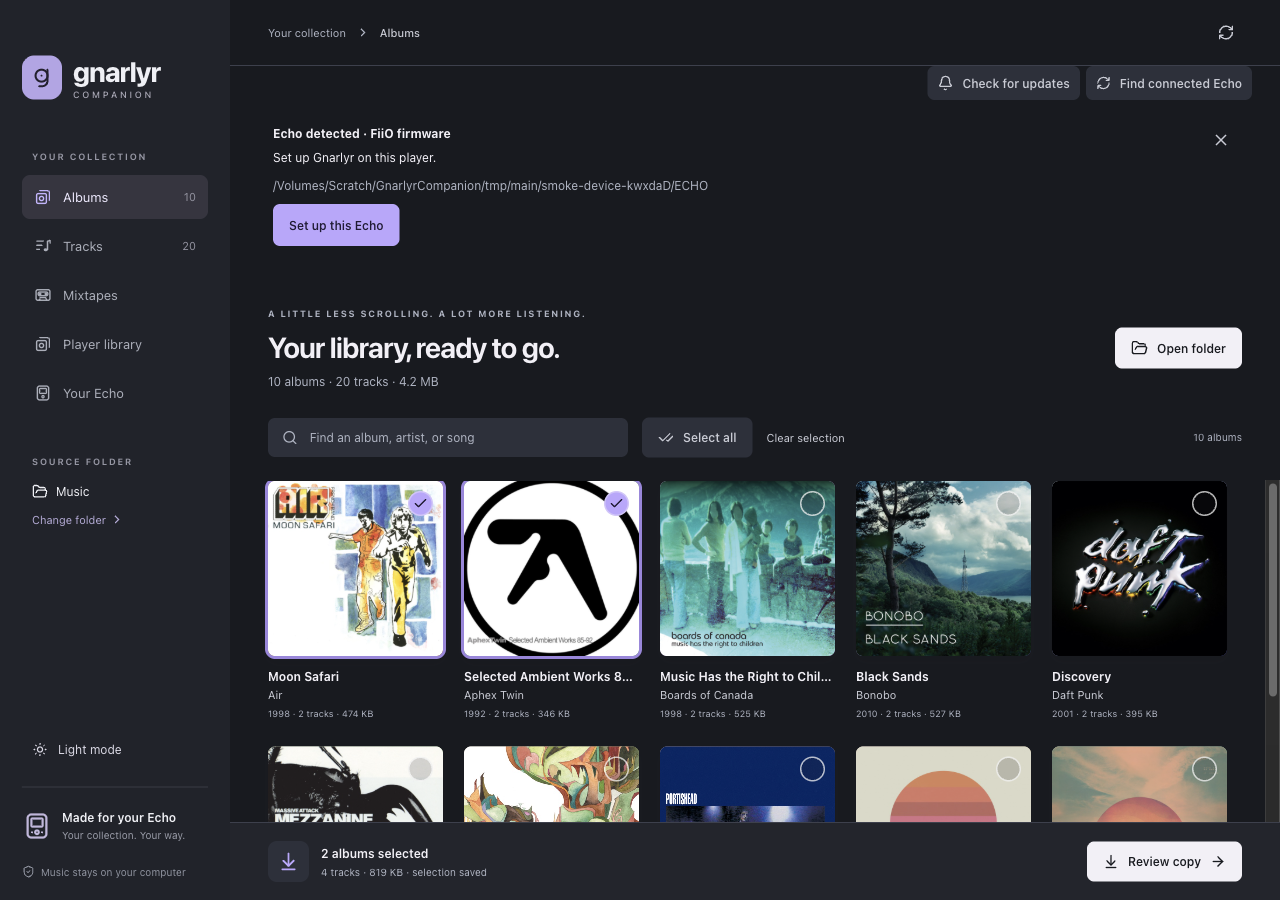 g gnarlyr
COMPANION
YOUR COLLECTION
Albums 10
Tracks 20
Mixtapes
Player library
Your Echo
SOURCE FOLDER
Music
Change folder
Light mode
Made for your Echo
Your collection. Your way.
Music stays on your computer
Your collection > Albums
Check for updates
Find connected Echo
Echo detected · FiiO firmware
Set up Gnarlyr on this player.
/Volumes/Scratch/GnarlyrCompanion/tmp/main/smoke-device-kwxdaD/ECHO
Set up this Echo
A LITTLE LESS SCROLLING. A LOT MORE LISTENING.
Your library, ready to go.
10 albums · 20 tracks · 4.2 MB
Open folder
Find an album, artist, or song
Select all
Clear selection
10 albums
AIR
MOON SAFARI
Moon Safari
Air
1998 · 2 tracks · 474 KB
Aphex Twin Selected Ambient Works 85-92
Selected Ambient Works 8...
Aphex Twin
1992 · 2 tracks · 346 KB
boards of canada
music has the right to children
Music Has the Right to Chil...
Boards of Canada
1998 · 2 tracks · 525 KB
BONOBO
BLACK SANDS
Black Sands
Bonobo
2010 · 2 tracks · 527 KB
daft punk
Discovery
Daft Punk
2001 · 2 tracks · 395 KB
MASSIVE ATTACK
MEZZANINE
PORTISHEAD
2 albums selected
4 tracks · 819 KB · selection saved
Review copy